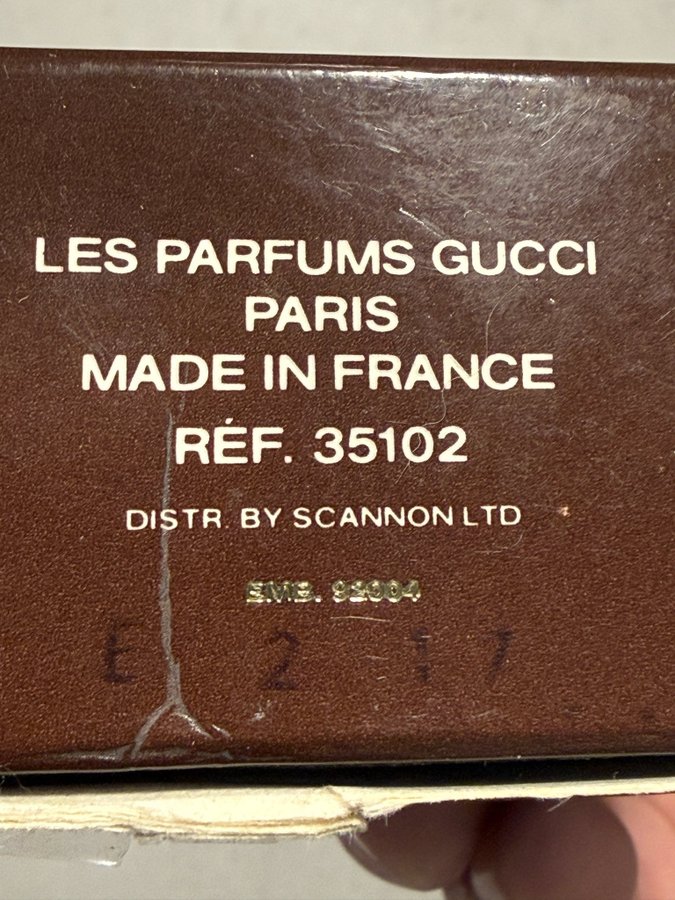 LES PARFUMS GUCCI
PARIS
MADE IN FRANCE
RÉF. 35102
DISTR. BY SCANNON LTD
EMB. 92004
E 2 17